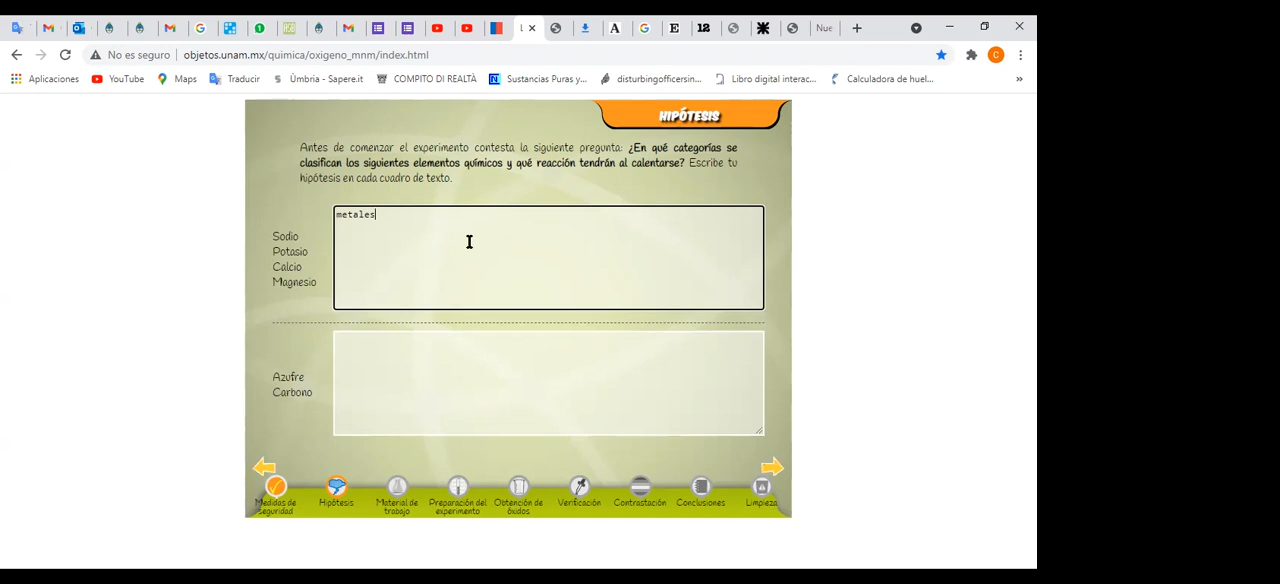 Nue
No es seguro
objetos.unam.mx/quimica/oxigeno_mnm/index.html
C
Aplicaciones
YouTube
Maps
Traducir
Umbria - Sapere.it
COMPITO DI REALTÀ
Sustancias Puras y...
disturbingofficersin...
Libro digital interac...
Calculadora de huel...
»
HIPÓTESIS
Antes de comenzar el experimento contesta la siguiente pregunta: ¿En qué categorías se
clasifican los siguientes elementos químicos y qué reacción tendrán al calentarse? Escribe tu
hipótesis en cada cuadro de texto.
metales
Sodio
Potasio
Calcio
Magnesio
Azufre
Carbono
Medidas de seguridad
Hipótesis
Material de trabajo
Preparación del experimento
Obtención de óxidos
Verificación
Contrastación
Conclusiones
Limpieza